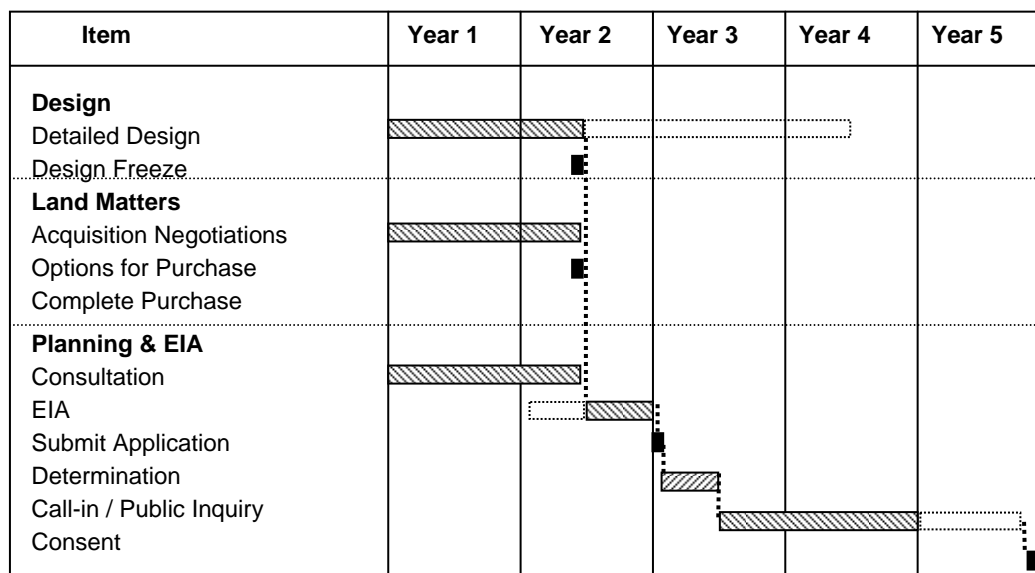 Item Year 1 Year 2 Year 3 Year 4 Year 5
Design
Detailed Design
Design Freeze
Land Matters
Acquisition Negotiations
Options for Purchase
Complete Purchase
Planning & EIA
Consultation
EIA
Submit Application
Determination
Call-in / Public Inquiry
Consent